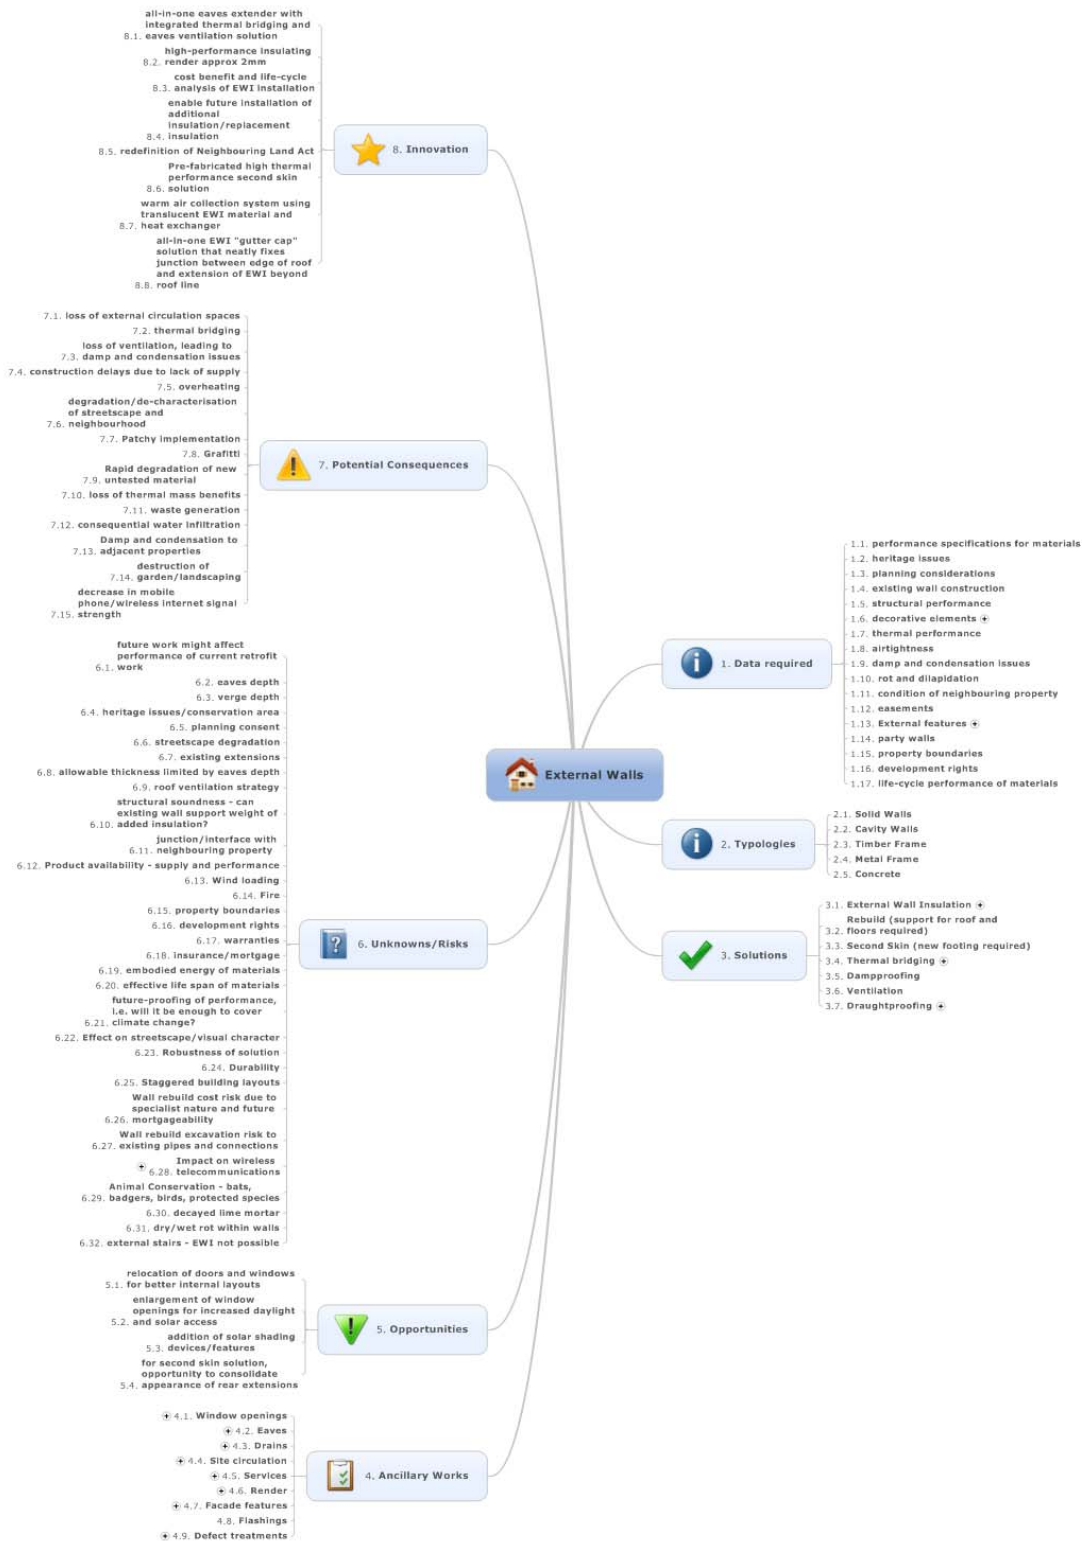 all-in-one eaves extender with
integrated thermal bridging and
8.1. eaves ventilation solution
high-performance insulating
8.2. render approx 2mm
cost benefit and life-cycle
8.3. analysis of EWI installation
enable future installation of
additional
insulation/replacement
8.4. insulation
8.5. redefinition of Neighbouring Land Act
Pre-fabricated high thermal
performance second skin
8.6. solution
warm air collection system using
translucent EWI material and
8.7. heat exchanger
all-in-one EWI "gutter cap"
solution that neatly fixes
junction between edge of roof
and extension of EWI beyond
8.8. roof line
8. Innovation
7.1. loss of external circulation spaces
7.2. thermal bridging
loss of ventilation, leading to
7.3. damp and condensation issues
7.4. construction delays due to lack of supply
7.5. overheating
degradation/de-characterisation
of streetscape and
7.6. neighbourhood
7.7. Patchy implementation
7.8. Grafitti
Rapid degradation of new
7.9. untested material
7.10. loss of thermal mass benefits
7.11. waste generation
7.12. consequential water infiltration
Damp and condensation to
7.13. adjacent properties
destruction of
7.14. garden/landscaping
decrease in mobile
phone/wireless internet signal
7.15. strength
7. Potential Consequences
1.1. performance specifications for materials
1.2. heritage issues
1.3. planning considerations
1.4. existing wall construction
1.5. structural performance
1.6. decorative elements
1.7. thermal performance
1.8. airtightness
1.9. damp and condensation issues
1.10. rot and dilapidation
1.11. condition of neighbouring property
1.12. easements
1.13. External features
1.14. party walls
1.15. property boundaries
1.16. development rights
1.17. life-cycle performance of materials
1. Data required
External Walls
2. Typologies
2.1. Solid Walls
2.2. Cavity Walls
2.3. Timber Frame
2.4. Metal Frame
2.5. Concrete
3. Solutions
3.1. External Wall Insulation
Rebuild (support for roof and
3.2. floors required)
3.3. Second Skin (new footing required)
3.4. Thermal bridging
3.5. Dampproofing
3.6. Ventilation
3.7. Draughtproofing
future work might affect
performance of current retrofit
6.1. work
6.2. eaves depth
6.3. verge depth
6.4. heritage issues/conservation area
6.5. planning consent
6.6. streetscape degradation
6.7. existing extensions
6.8. allowable thickness limited by eaves depth
6.9. roof ventilation strategy
structural soundness - can
existing wall support weight of
6.10. added insulation?
junction/interface with
6.11. neighbouring property
6.12. Product availability - supply and performance
6.13. Wind loading
6.14. Fire
6.15. property boundaries
6.16. development rights
6.17. warranties
6.18. insurance/mortgage
6.19. embodied energy of materials
6.20. effective life span of materials
future-proofing of performance,
i.e. will it be enough to cover
6.21. climate change?
6.22. Effect on streetscape/visual character
6.23. Robustness of solution
6.24. Durability
6.25. Staggered building layouts
Wall rebuild cost risk due to
specialist nature and future
6.26. mortgageability
Wall rebuild excavation risk to
6.27. existing pipes and connections
Impact on wireless
6.28. telecommunications
Animal Conservation - bats,
6.29. badgers, birds, protected species
6.30. decayed lime mortar
6.31. dry/wet rot within walls
6.32. external stairs - EWI not possible
6. Unknowns/Risks
relocation of doors and windows
5.1. for better internal layouts
enlargement of window
openings for increased daylight
5.2. and solar access
addition of solar shading
5.3. devices/features
for second skin solution,
opportunity to consolidate
5.4. appearance of rear extensions
5. Opportunities
4.1. Window openings
4.2. Eaves
4.3. Drains
4.4. Site circulation
4.5. Services
4.6. Render
4.7. Facade features
4.8. Flashings
4.9. Defect treatments
4. Ancillary Works